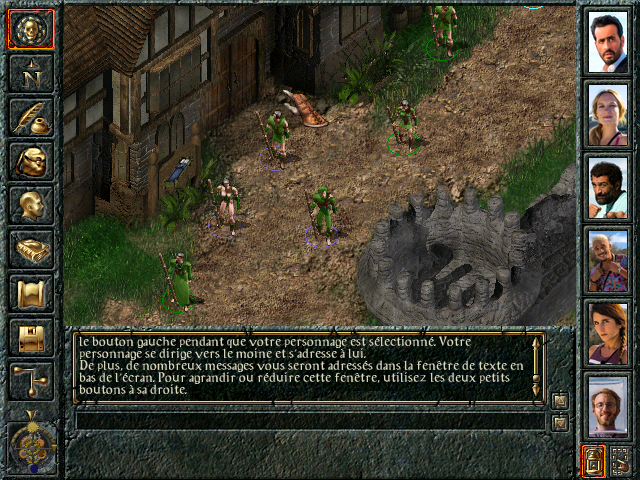 N
le bouton gauche pendant que votre personnage est sélectionné. Votre
personnage se dirige vers le moine et s'adresse à lui.
De plus, de nombreux messages vous seront adressés dans la fenêtre de texte en
bas de l'écran. Pour agrandir ou réduire cette fenêtre, utilisez les deux petits
boutons à sa droite.